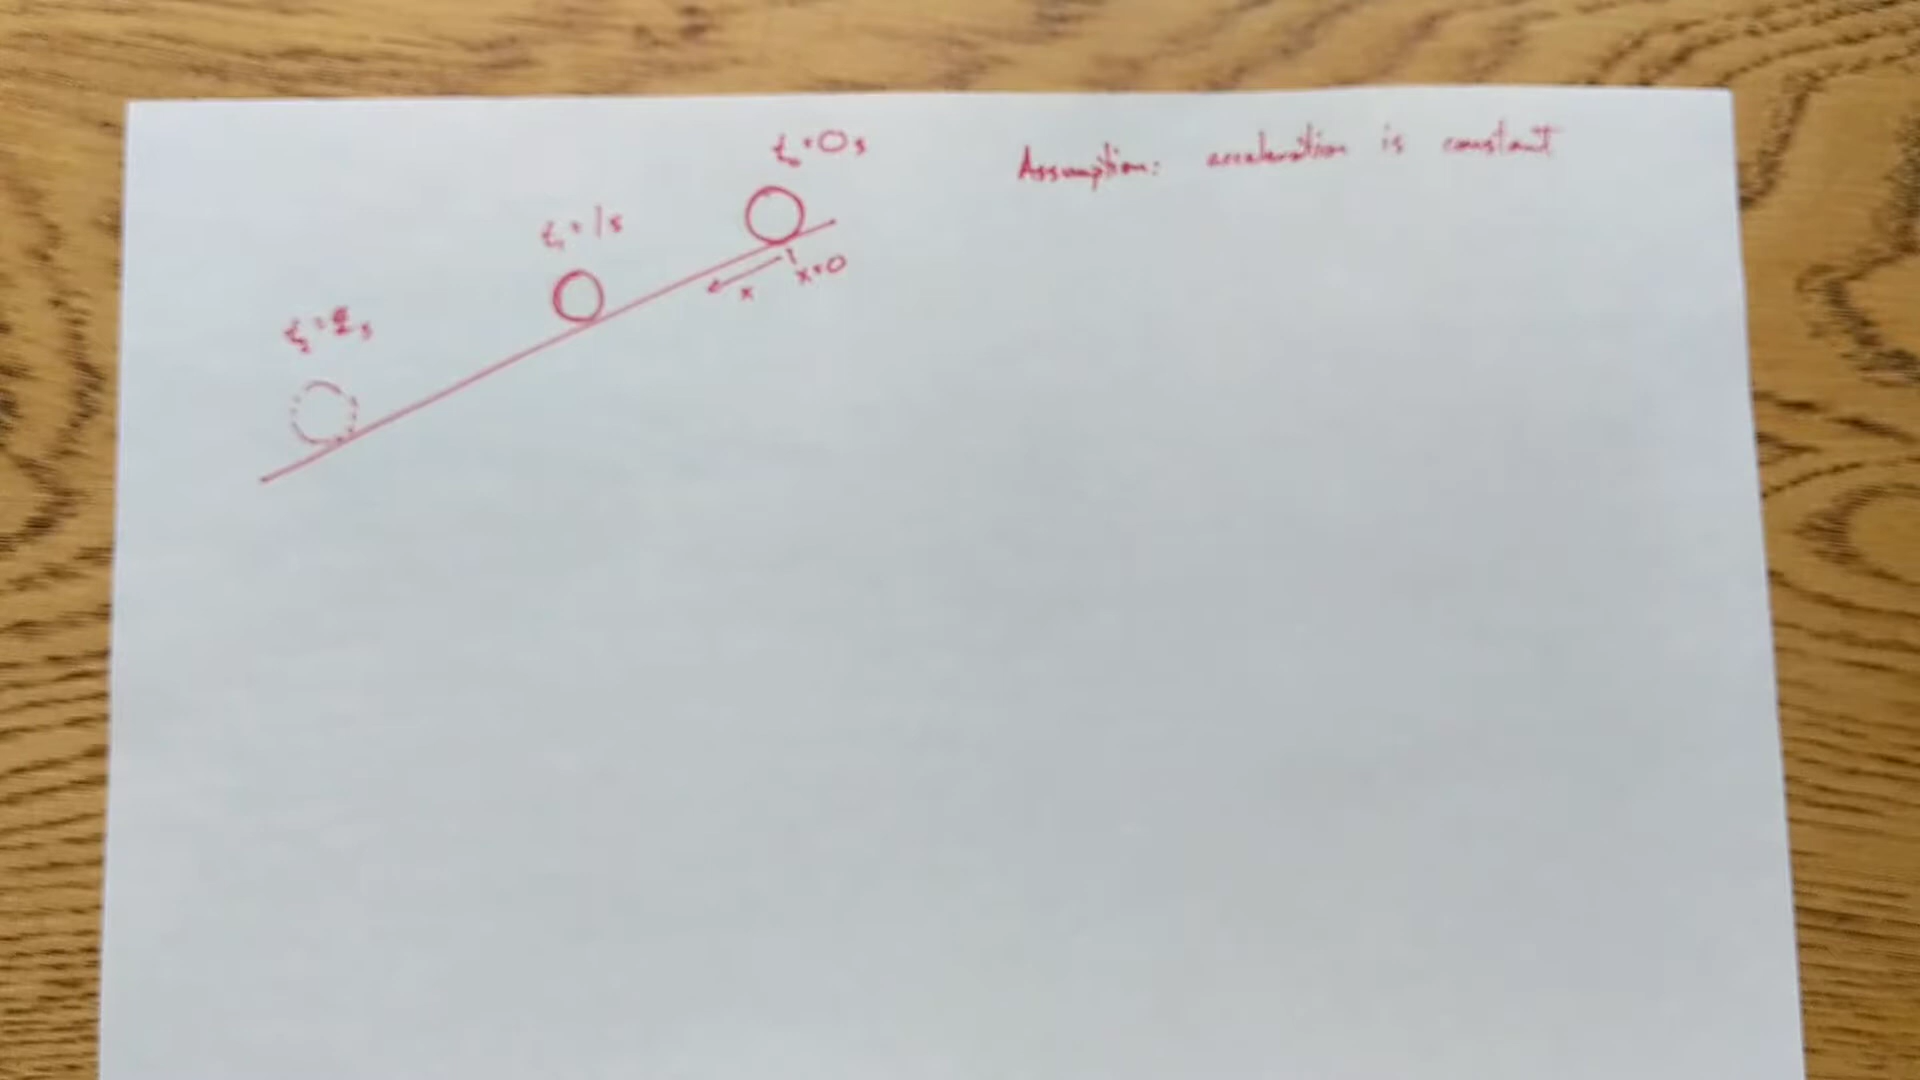 t₀=0s
Assumption: acceleration is constant
t₁=1s
x=0
x
t₂=2s